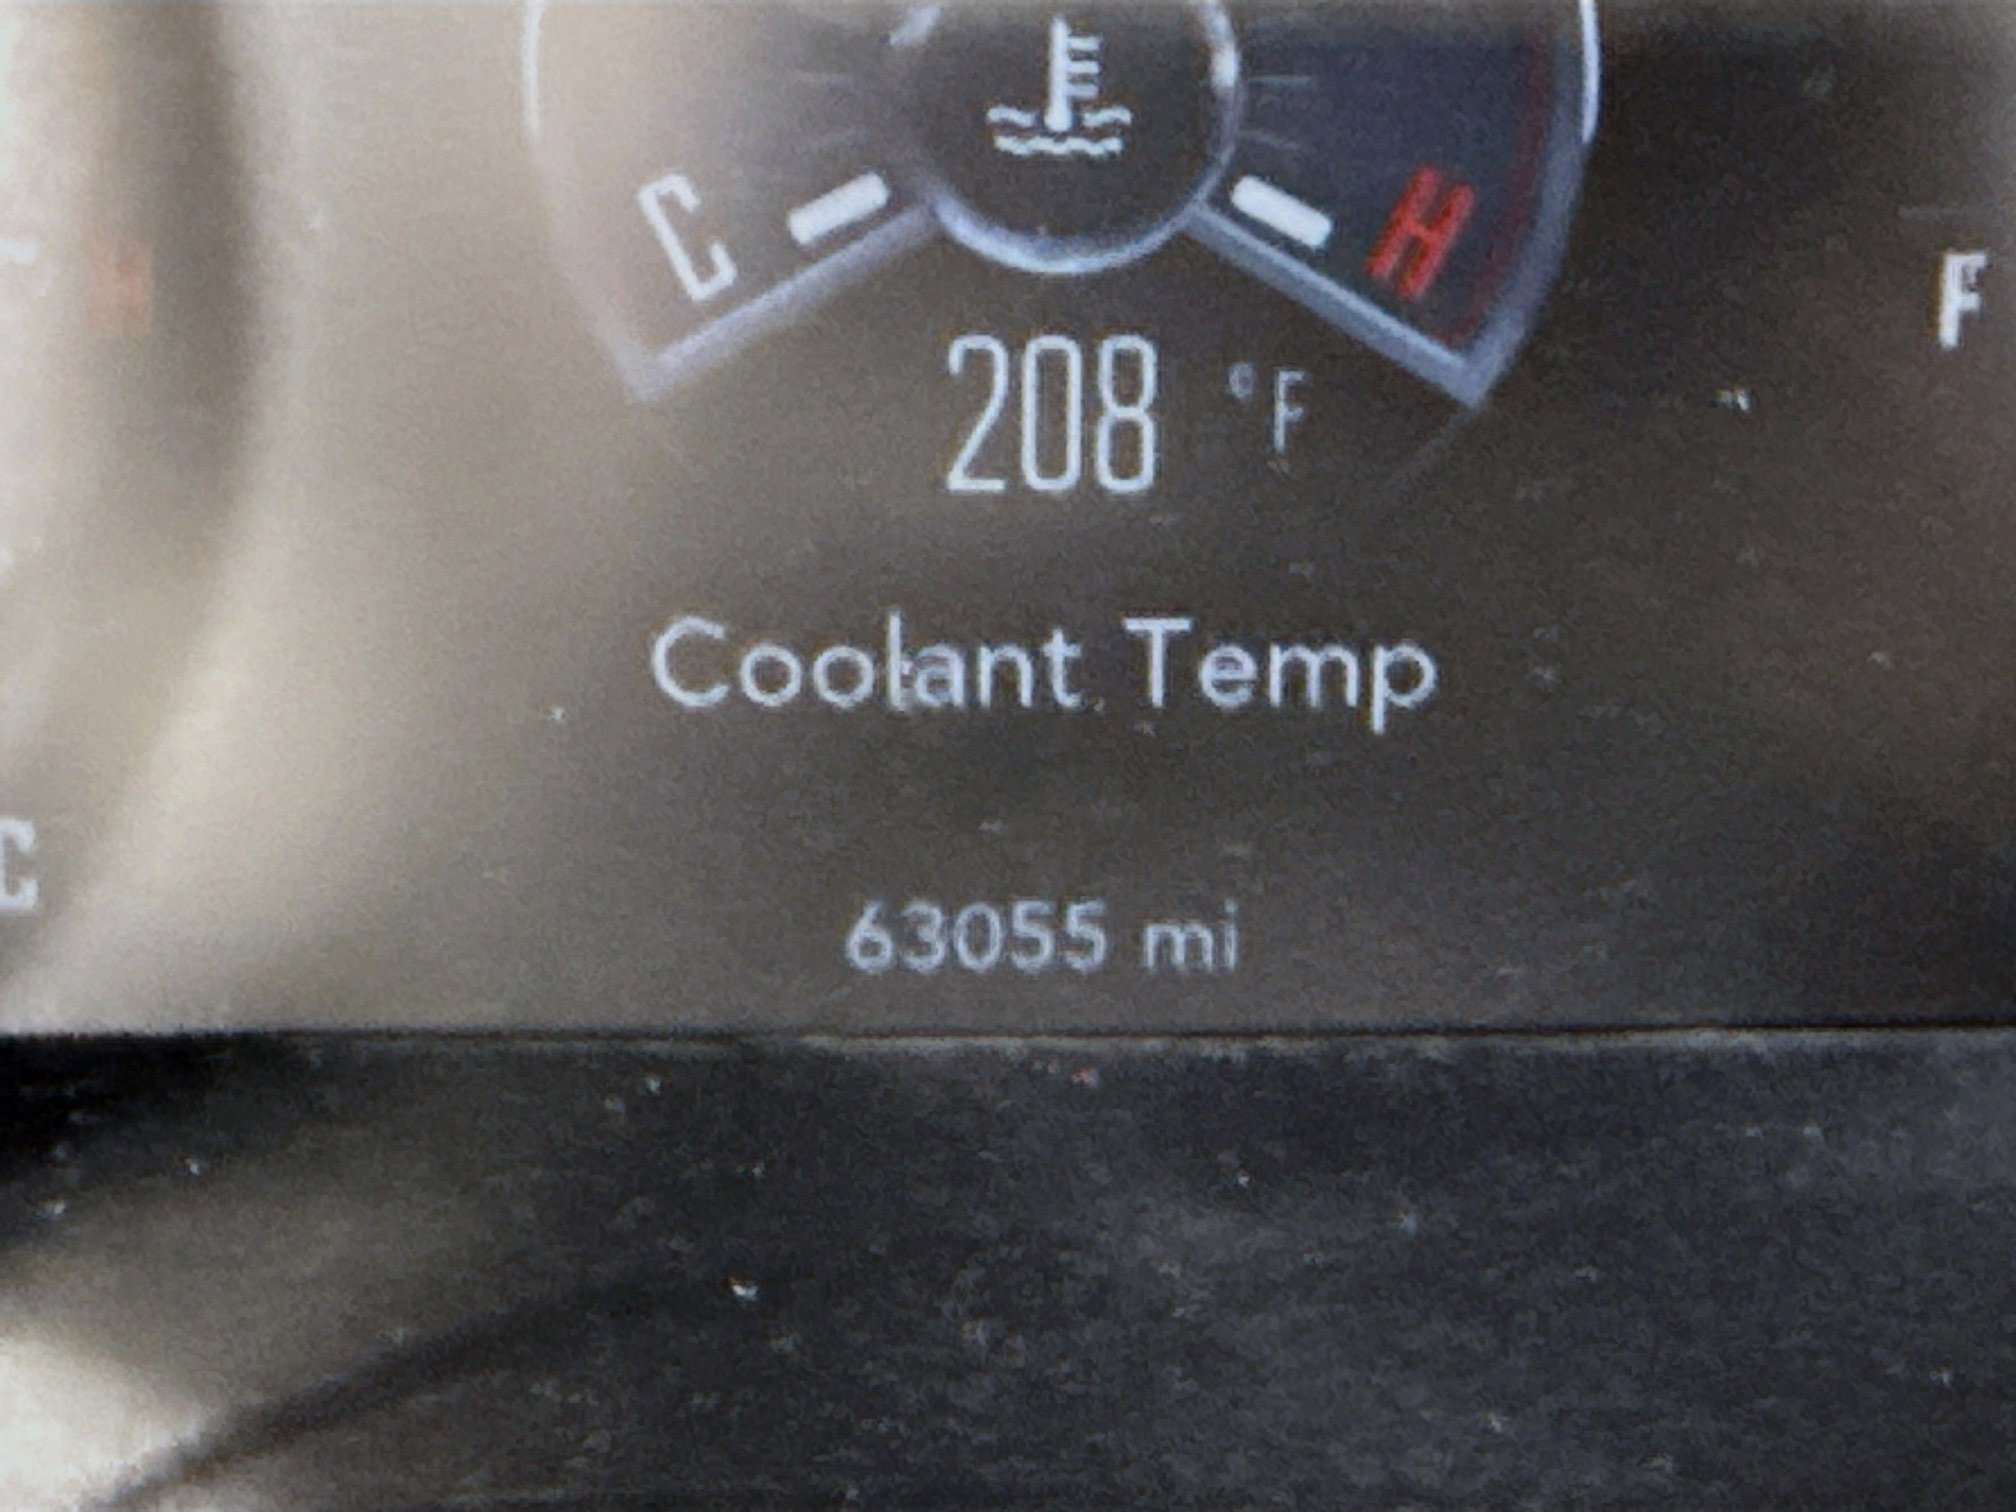 C H
H F
208 °F
Coolant Temp
C
63055 mi